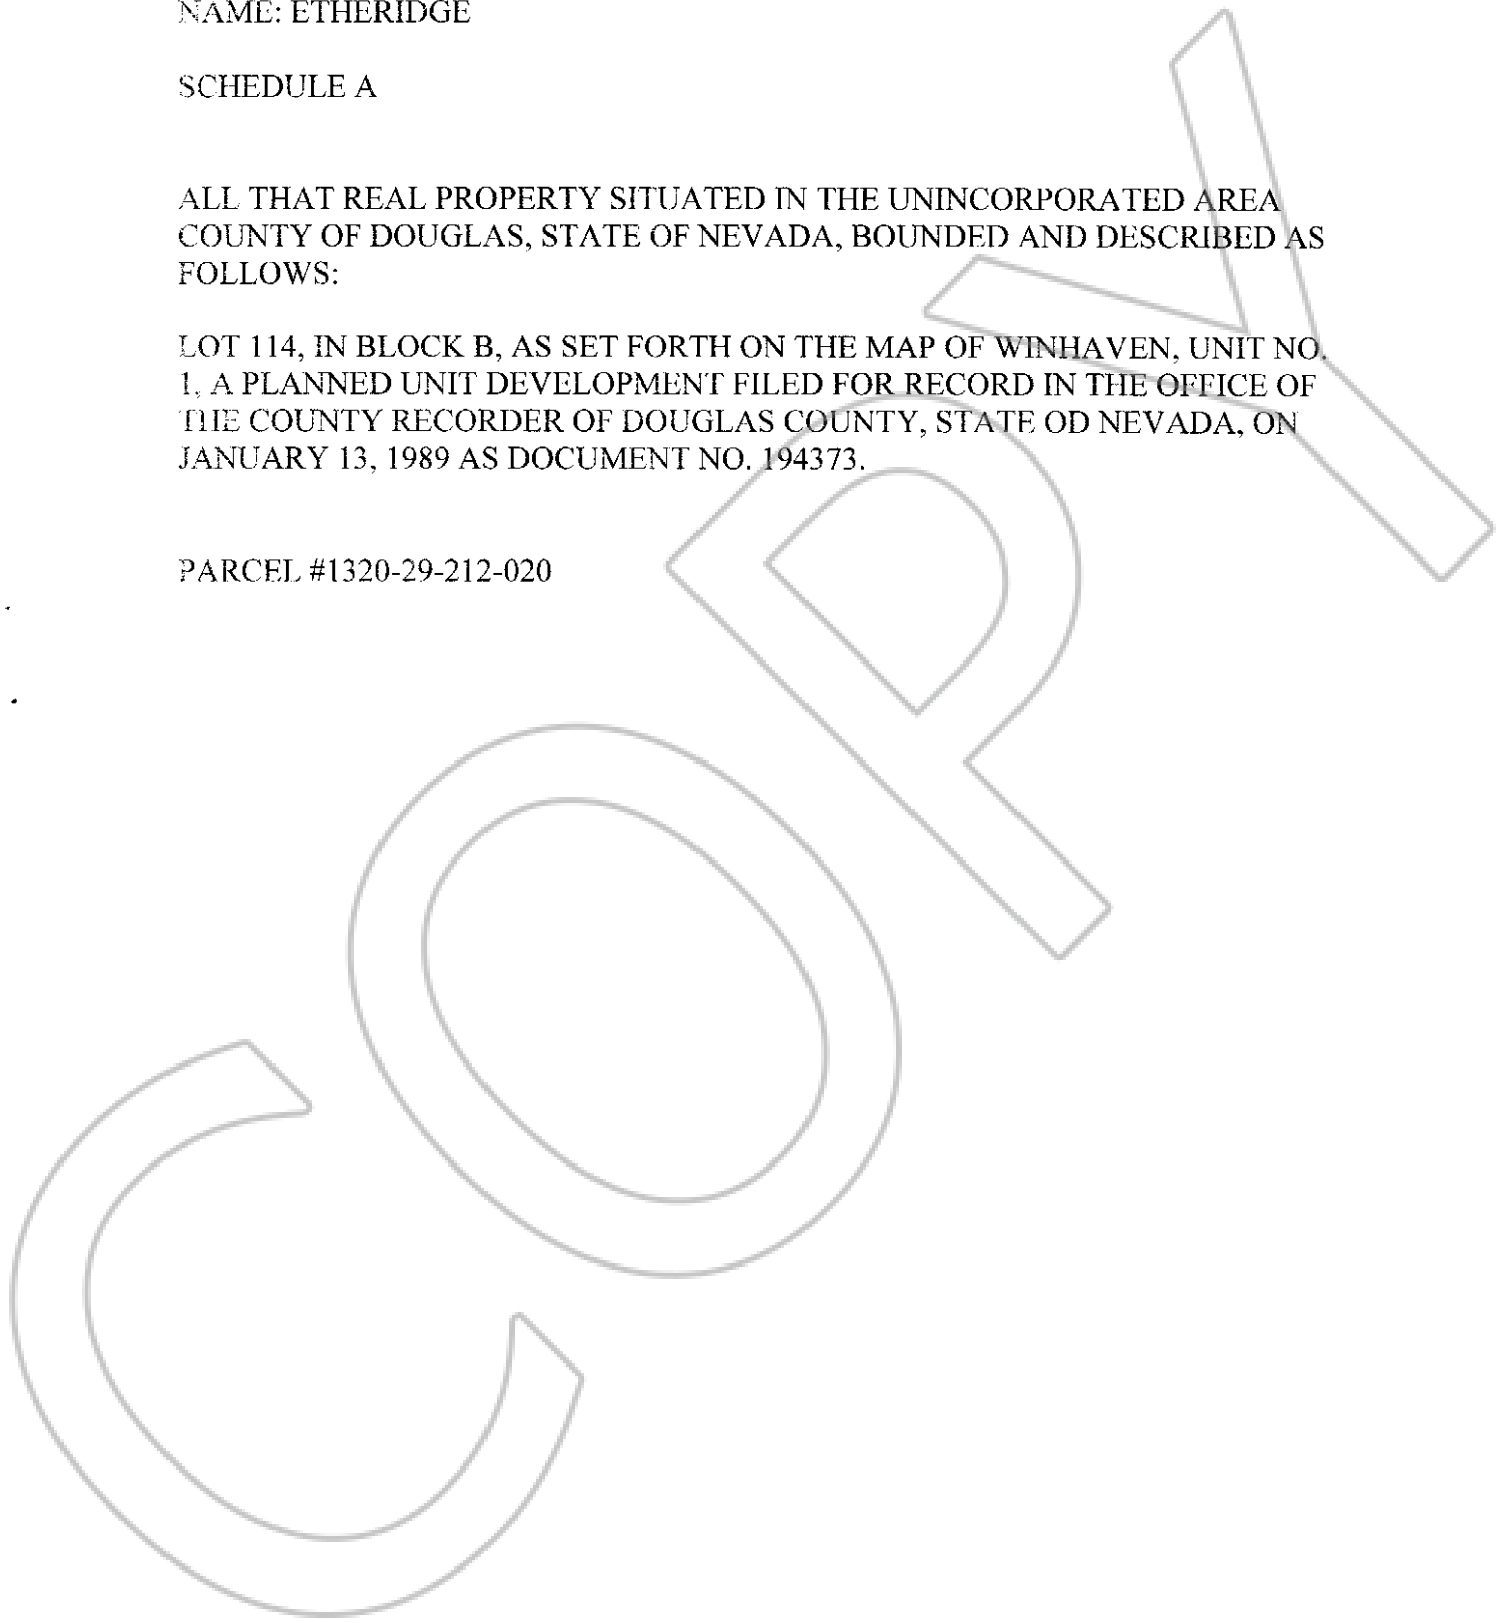 NAME: ETHERIDGE
SCHEDULE A
ALL THAT REAL PROPERTY SITUATED IN THE UNINCORPORATED AREA
COUNTY OF DOUGLAS, STATE OF NEVADA, BOUNDED AND DESCRIBED AS
FOLLOWS:
LOT 114, IN BLOCK B, AS SET FORTH ON THE MAP OF WINHAVEN, UNIT NO.
1, A PLANNED UNIT DEVELOPMENT FILED FOR RECORD IN THE OFFICE OF
THE COUNTY RECORDER OF DOUGLAS COUNTY, STATE OD NEVADA, ON
JANUARY 13, 1989 AS DOCUMENT NO. 194373.
PARCEL #1320-29-212-020
COPY